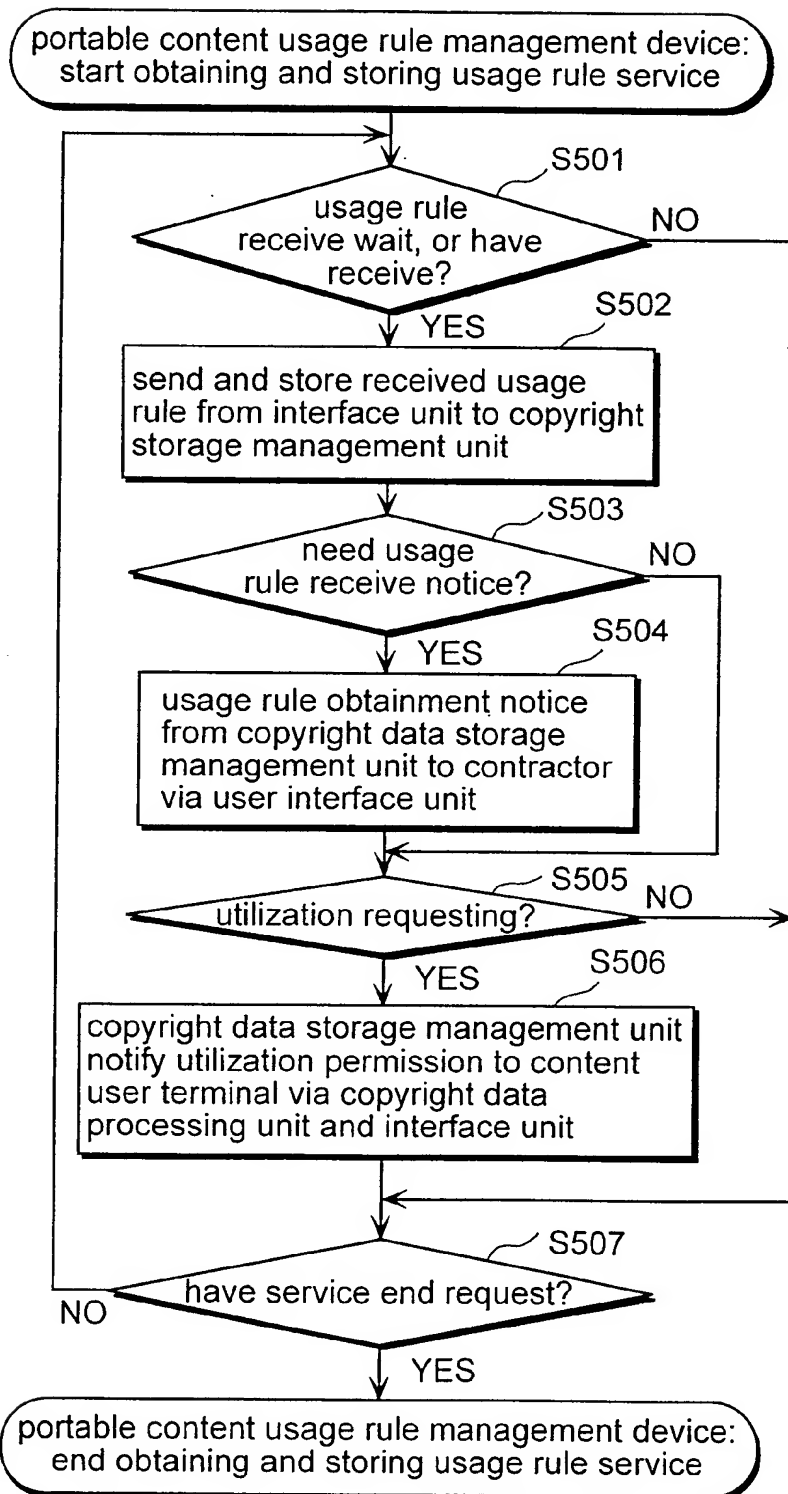 portable content usage rule management device:
start obtaining and storing usage rule service
S501
usage rule
receive wait, or have
receive?
NO
YES
S502
send and store received usage
rule from interface unit to copyright
storage management unit
S503
need usage
rule receive notice?
NO
YES
S504
usage rule obtainment notice
from copyright data storage
management unit to contractor
via user interface unit
S505
utilization requesting?
NO
YES
S506
copyright data storage management unit
notify utilization permission to content
user terminal via copyright data
processing unit and interface unit
S507
have service end request?
NO
YES
portable content usage rule management device:
end obtaining and storing usage rule service